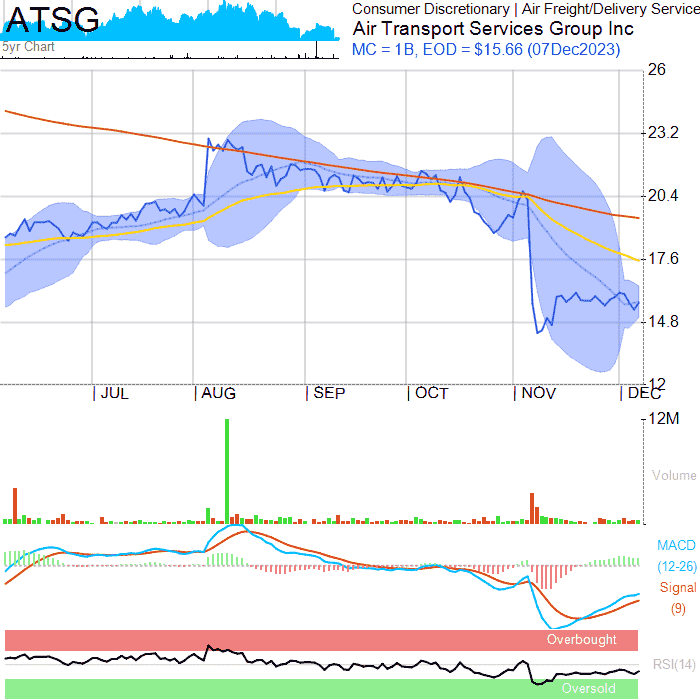 ATSG
5yr Chart
Consumer Discretionary | Air Freight/Delivery Service
Air Transport Services Group Inc
MC = 1B, EOD = $15.66 (07Dec2023)
26
23.2
20.4
17.6
14.8
12
JUL AUG SEP OCT NOV DEC
12M
Volume
MACD
(12-26)
Signal
(9)
Overbought
RSI(14)
Oversold